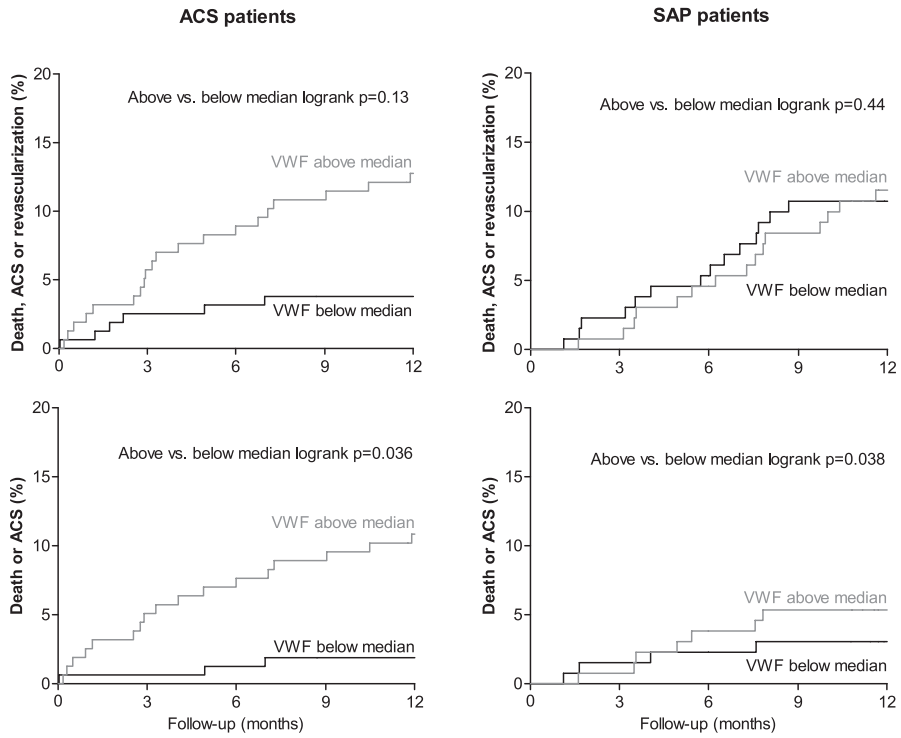 ACS patients
SAP patients
Death, ACS or revascularization (%)
20
15
10
5
0
Above vs. below median logrank p=0.13
VWF above median
VWF below median
0 3 6 9 12
Death, ACS or revascularization (%)
20
15
10
5
0
Above vs. below median logrank p=0.44
VWF above median
VWF below median
0 3 6 9 12
Death or ACS (%)
20
15
10
5
0
Above vs. below median logrank p=0.036
VWF above median
VWF below median
0 3 6 9 12
Follow-up (months)
Death or ACS (%)
20
15
10
5
0
Above vs. below median logrank p=0.038
VWF above median
VWF below median
0 3 6 9 12
Follow-up (months)